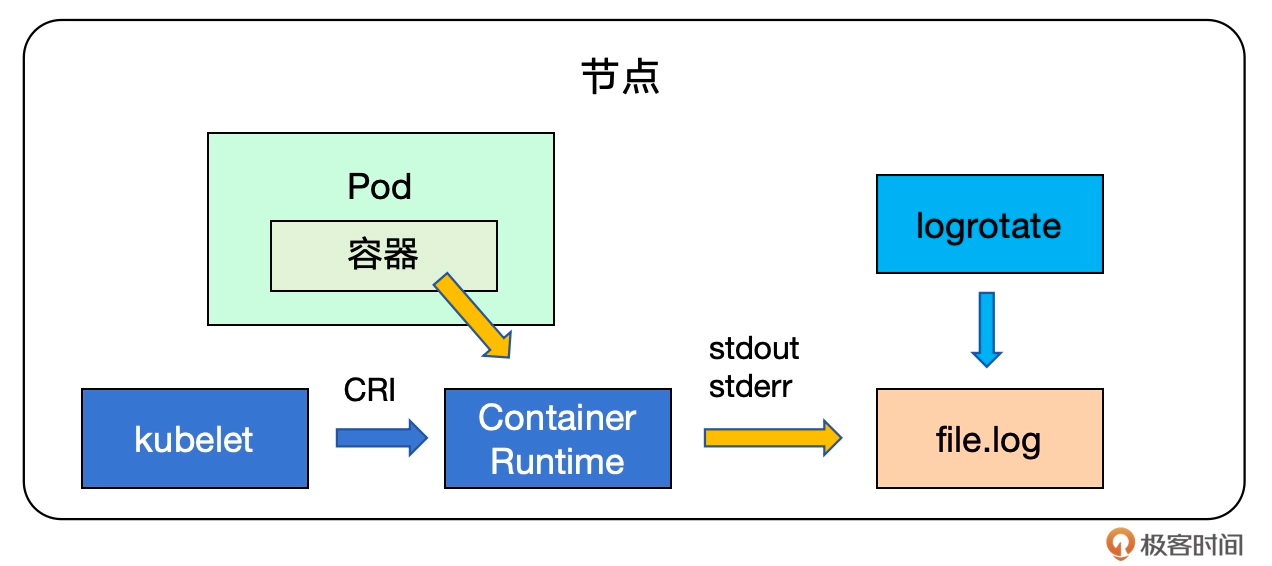 节点
Pod
容器
logrotate
stdout
stderr
CRI
kubelet
Container
Runtime
file.log
极客时间